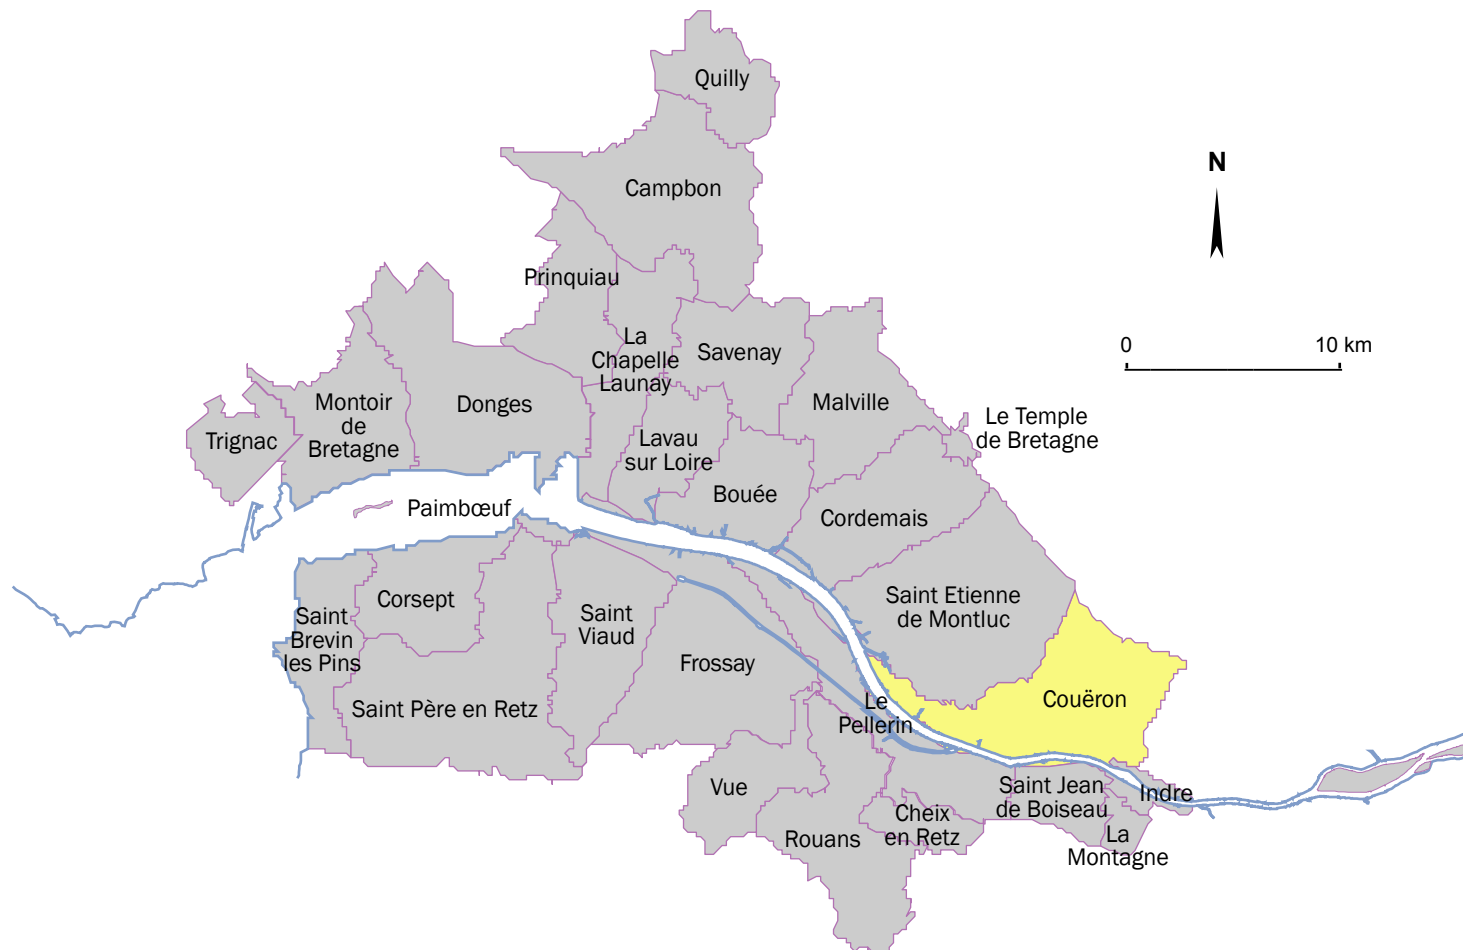 Quilly
N
Campbon
Prinquiau
0 10 km
La
Chapelle
Launay
Savenay
Malville
Le Temple
de Bretagne
Montoir
de
Bretagne
Donges
Trignac
Lavau
sur Loire
Bouée
Paimbœuf
Cordemais
Corsept
Saint
Brevin
les Pins
Saint
Viaud
Saint Etienne
de Montluc
Frossay
Saint Père en Retz
Le
Pellerin
Couëron
Vue
Saint Jean
de Boiseau
Indre
Rouans
Cheix
en Retz
La
Montagne